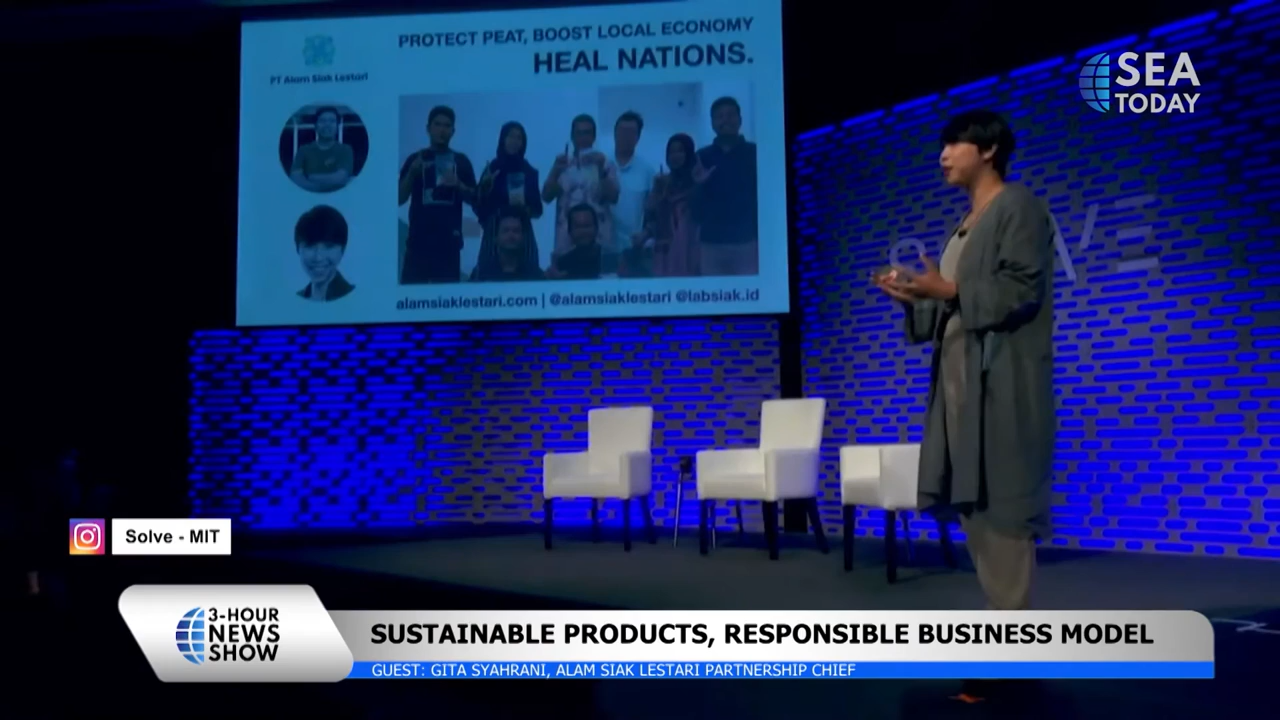 PROTECT PEAT, BOOST LOCAL ECONOMY
HEAL NATIONS.
PT Alam Siak Lestari
alamsiaklestari.com | @alamsiaklestari @labsiak.id
SEA
TODAY
Solve - MIT
3-HOUR
NEWS
SHOW
SUSTAINABLE PRODUCTS, RESPONSIBLE BUSINESS MODEL
GUEST: GITA SYAHRANI, ALAM SIAK LESTARI PARTNERSHIP CHIEF